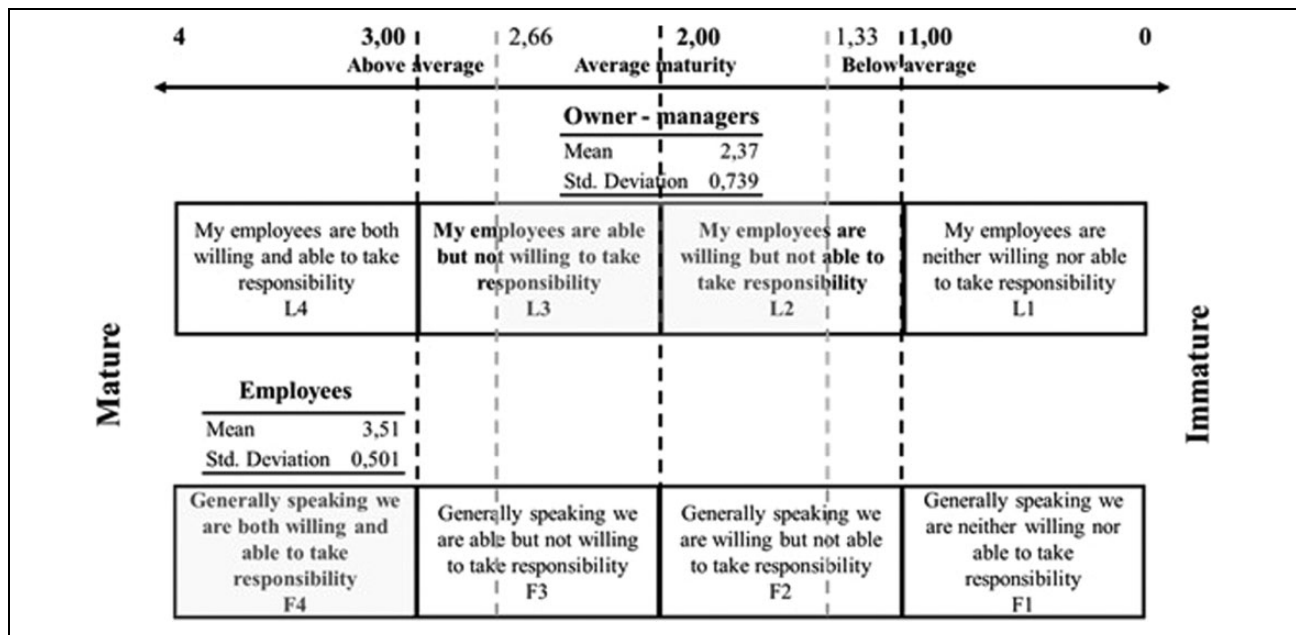 4 3,00 2,66 2,00 1,33 1,00 0
Above average Average maturity Below average
Owner - managers
Mean 2,37
Std. Deviation 0,739
My employees are both
willing and able to take
responsibility
L4
My employees are able
but not willing to take
responsibility
L3
My employees are
willing but not able to
take responsibility
L2
My employees are
neither willing nor able
to take responsibility
L1
Mature
Immature
Employees
Mean 3,51
Std. Deviation 0,501
Generally speaking we
are both willing and
able to take
responsibility
F4
Generally speaking we
are able but not willing
to take responsibility
F3
Generally speaking we
are willing but not able
to take responsibility
F2
Generally speaking we
are neither willing nor
able to take
responsibility
F1